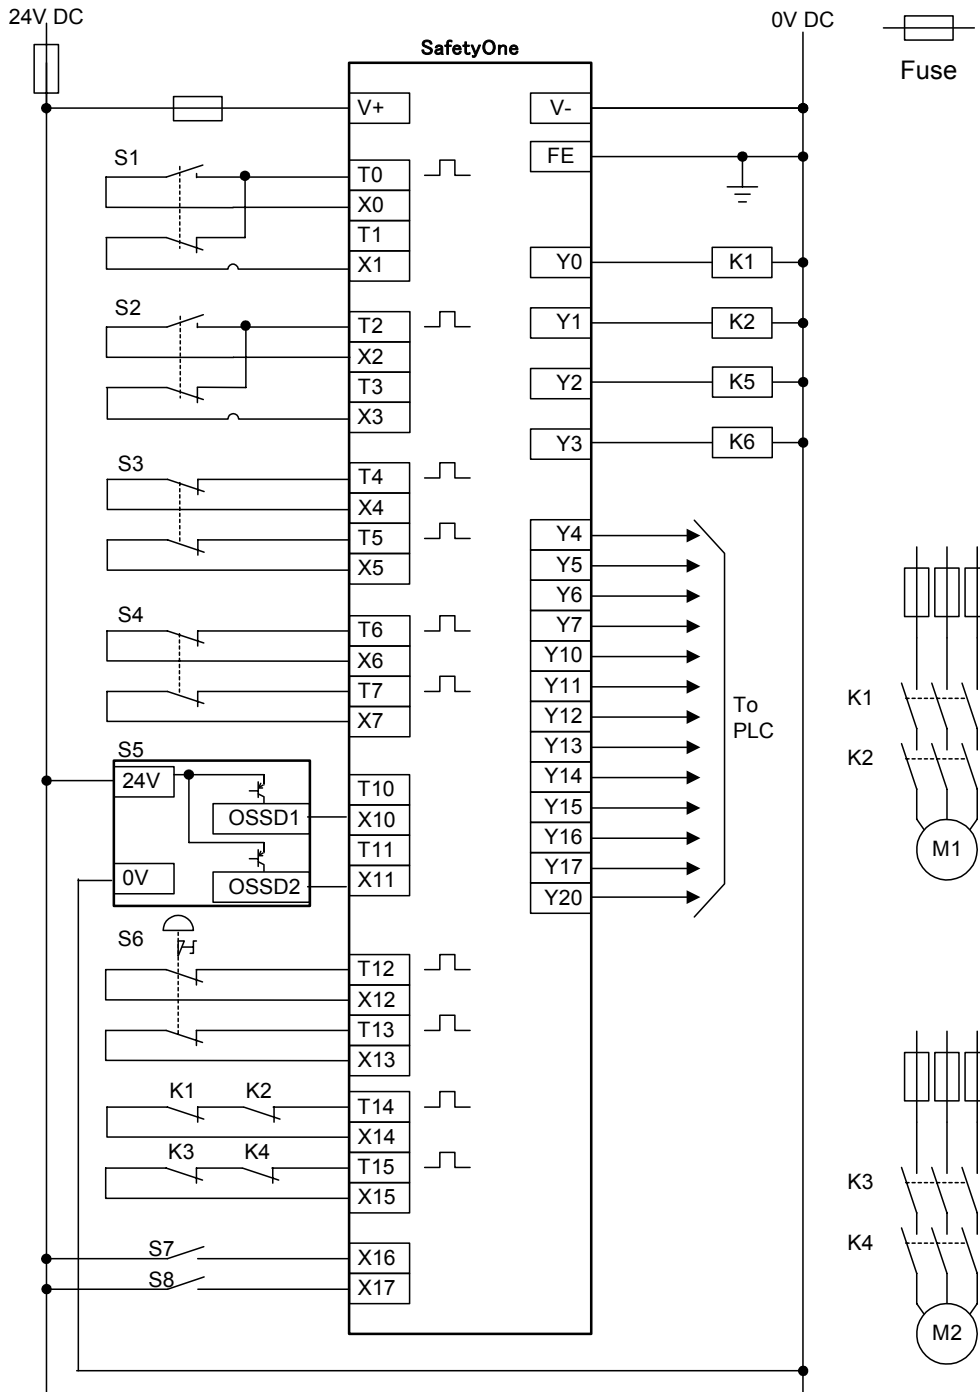 24V DC
0V DC
Fuse
SafetyOne
V+
V-
FE
S1
T0
X0
T1
X1
Y0
K1
S2
T2
X2
T3
X3
Y1
K2
Y2
K5
Y3
K6
S3
T4
X4
T5
X5
Y4
Y5
Y6
Y7
Y10
Y11
Y12
Y13
Y14
Y15
Y16
Y17
Y20
To
PLC
S4
T6
X6
T7
X7
S5
24V
OSSD1
0V
OSSD2
T10
X10
T11
X11
S6
T12
X12
T13
X13
K1 K2
T14
X14
K3 K4
T15
X15
S7
X16
S8
X17
K1
K2
M1
K3
K4
M2